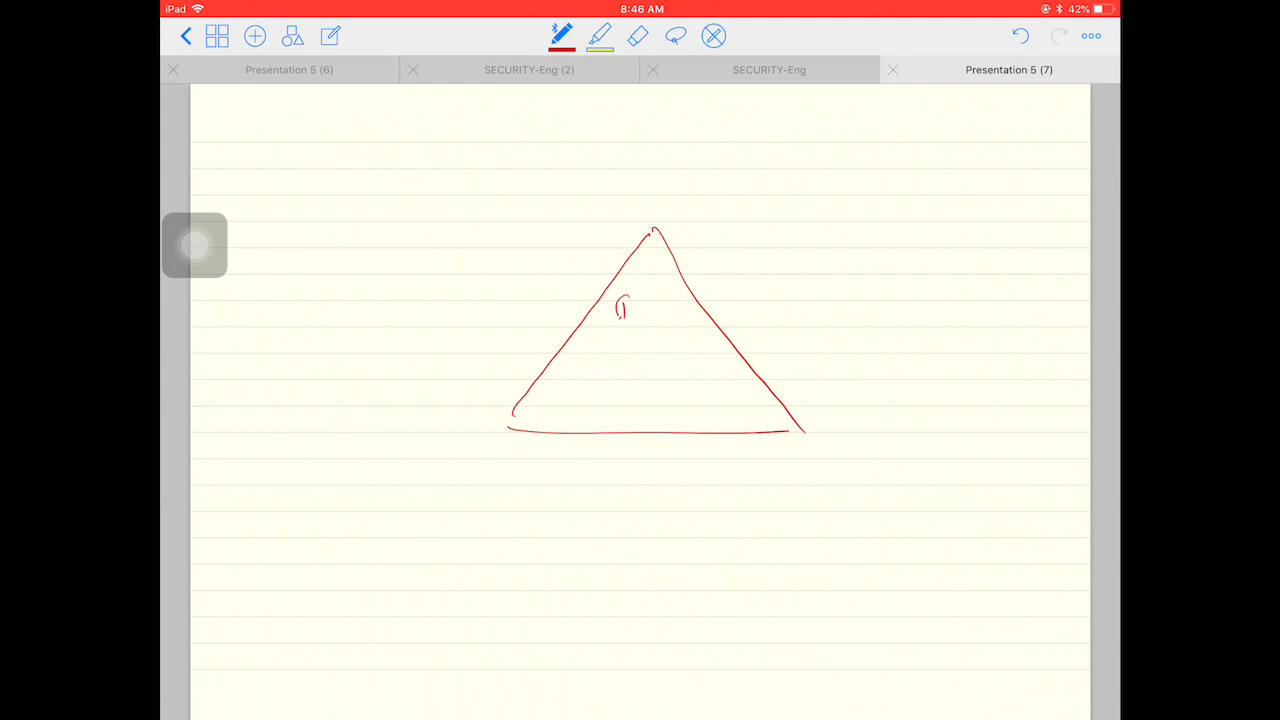 iPad 8:46 AM 42%
Presentation 5 (6) SECURITY-Eng (2) SECURITY-Eng Presentation 5 (7)